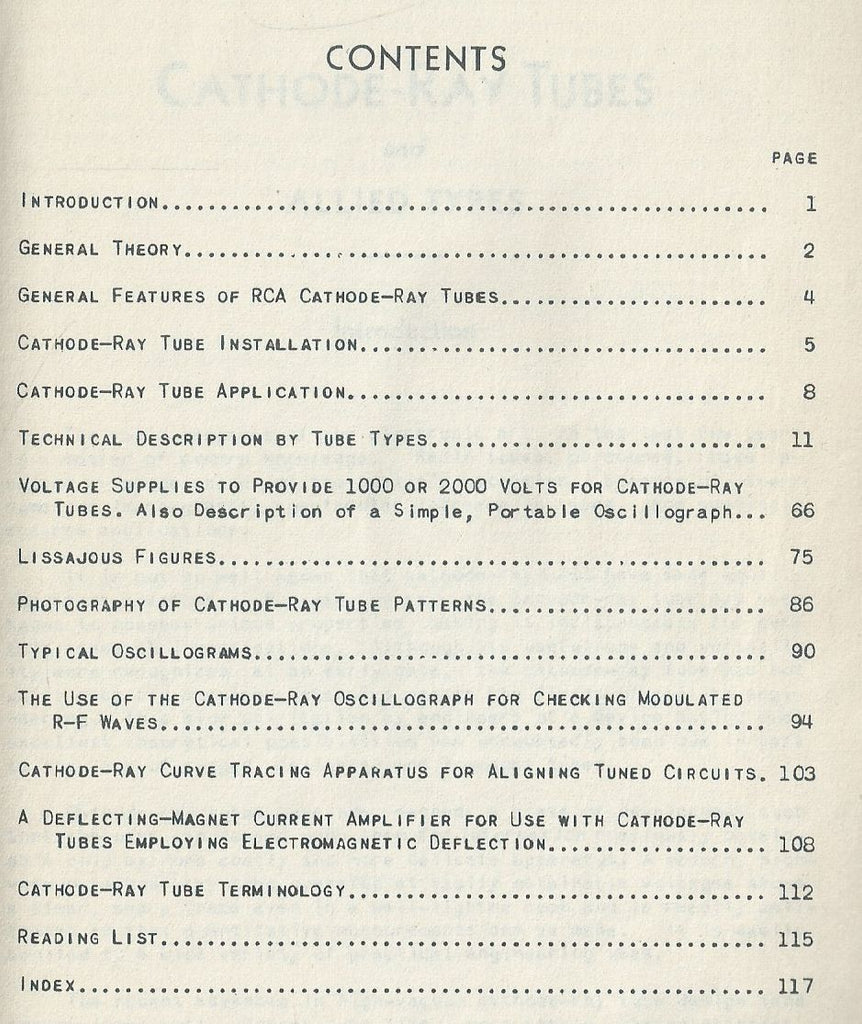 CONTENTS
PAGE
INTRODUCTION.................................................... 1
GENERAL THEORY.................................................. 2
GENERAL FEATURES OF RCA CATHODE-RAY TUBES....................... 4
CATHODE-RAY TUBE INSTALLATION................................... 5
CATHODE-RAY TUBE APPLICATION.................................... 8
TECHNICAL DESCRIPTION BY TUBE TYPES............................. 11
VOLTAGE SUPPLIES TO PROVIDE 1000 OR 2000 VOLTS FOR CATHODE-RAY
TUBES. Also Description of a Simple, Portable Oscillograph... 66
LISSAJOUS FIGURES............................................... 75
PHOTOGRAPHY OF CATHODE-RAY TUBE PATTERNS........................ 86
TYPICAL OSCILLOGRAMS............................................ 90
THE USE OF THE CATHODE-RAY OSCILLOGRAPH FOR CHECKING MODULATED
R-F WAVES.................................................... 94
CATHODE-RAY CURVE TRACING APPARATUS FOR ALIGNING TUNED CIRCUITS. 103
A DEFLECTING-MAGNET CURRENT AMPLIFIER FOR USE WITH CATHODE-RAY
TUBES EMPLOYING ELECTROMAGNETIC DEFLECTION................... 108
CATHODE-RAY TUBE TERMINOLOGY.................................... 112
READING LIST.................................................... 115
INDEX........................................................... 117